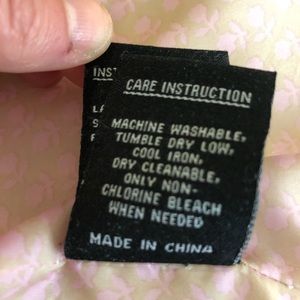 INS
CARE INSTRUCTION
MACHINE WASHABLE,
TUMBLE DRY LOW,
COOL IRON,
DRY CLEANABLE,
ONLY NON-
CHLORINE BLEACH
WHEN NEEDED
MADE IN CHINA